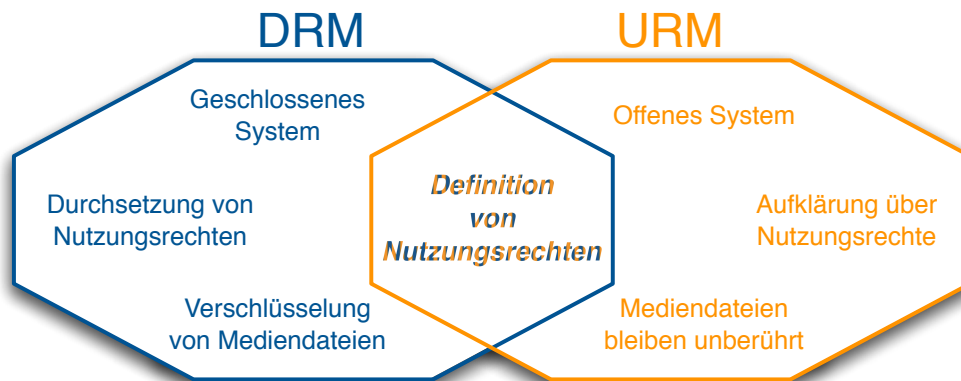 DRM
URM
Geschlossenes
System
Offenes System
Definition
von
Nutzungsrechten
Durchsetzung von
Nutzungsrechten
Aufklärung über
Nutzungsrechte
Verschlüsselung
von Mediendateien
Mediendateien
bleiben unberührt